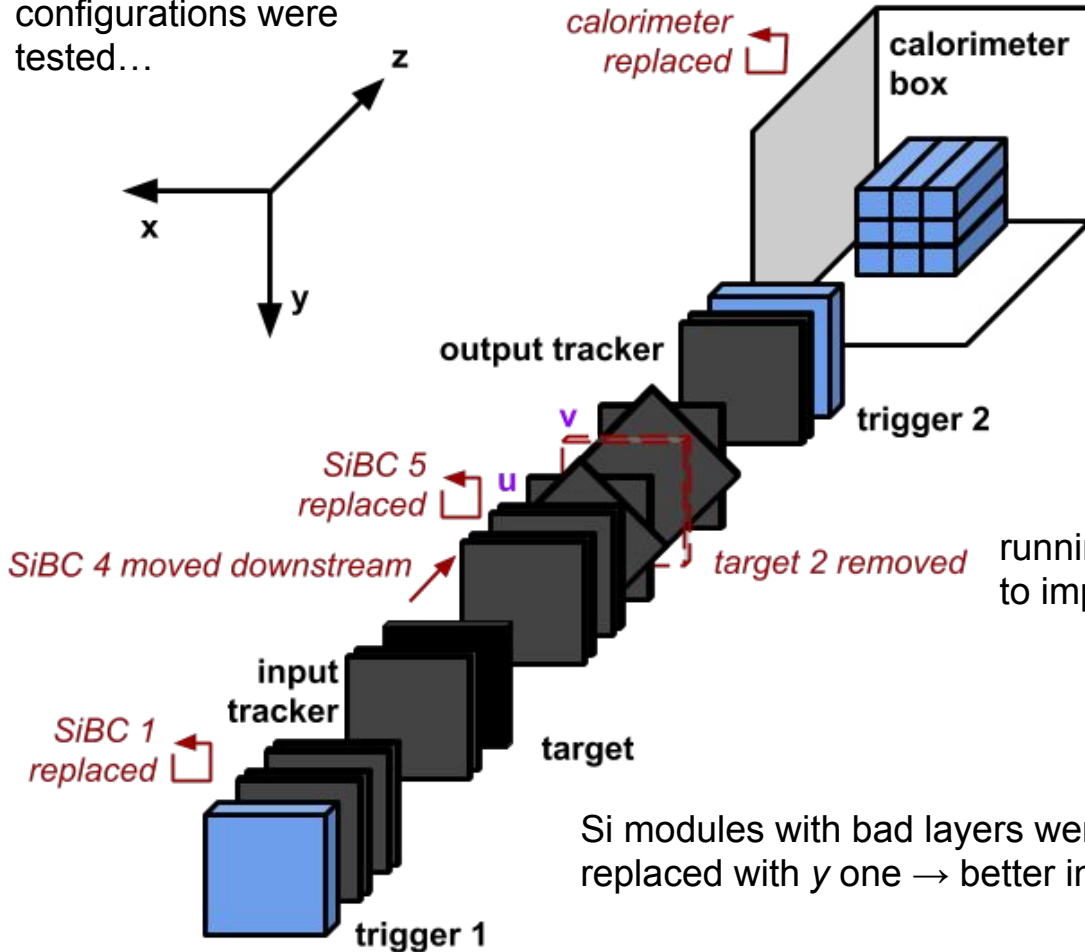 configurations were
tested…
z
x
y
calorimeter
replaced
calorimeter
box
output tracker
trigger 2
v
u
SiBC 5
replaced
SiBC 4 moved downstream
target 2 removed
runnin
to imp
input
tracker
target
SiBC 1
replaced
Si modules with bad layers wer
replaced with y one → better in
trigger 1